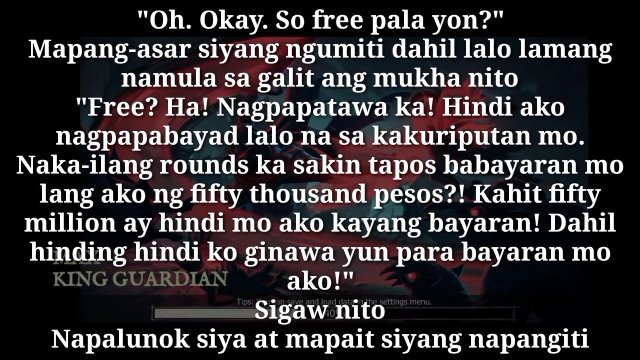 "Oh. Okay. So free pala yon?"
Mapang-asar siyang ngumiti dahil lalo lamang
namula sa galit ang mukha nito
"Free? Ha! Nagpapatawa ka! Hindi ako
nagpapabayad lalo na sa kakuriputan mo.
Naka-ilang rounds ka sakin tapos babayaran mo
lang ako ng fifty thousand pesos?! Kahit fifty
million ay hindi mo ako kayang bayaran! Dahil
hinding hindi ko ginawa yun para bayaran mo
KING GUARDIAN
ako!"
Tips: You can save and load data in the settings menu.
Sigaw nito
Napalunok siya at mapait siyang napangiti